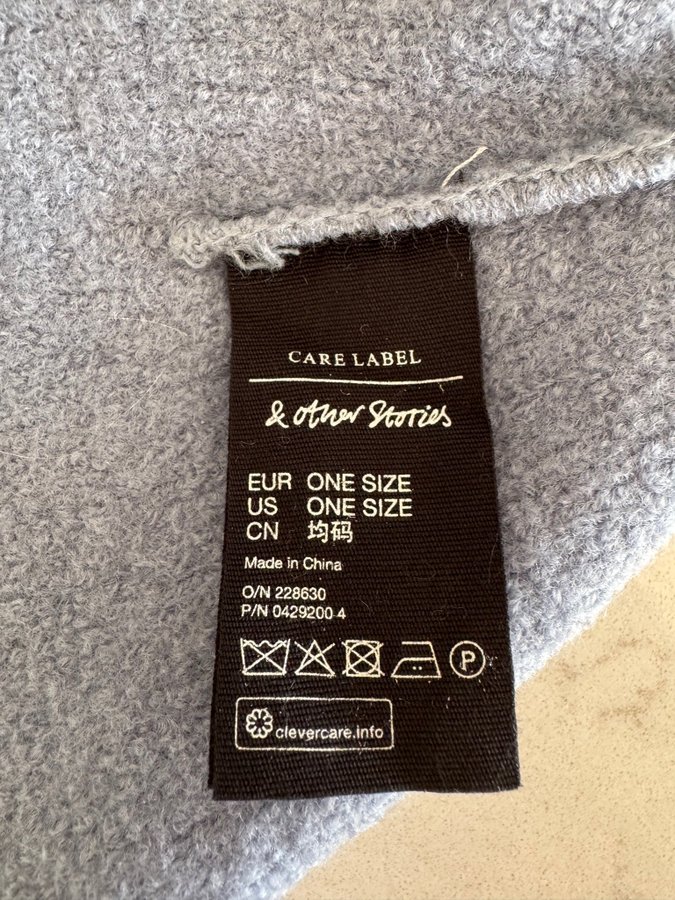 CARE LABEL
& Other Stories
EUR ONE SIZE
US ONE SIZE
CN 均码
Made in China
O/N 228630
P/N 0429200 4
P
clevercare.info